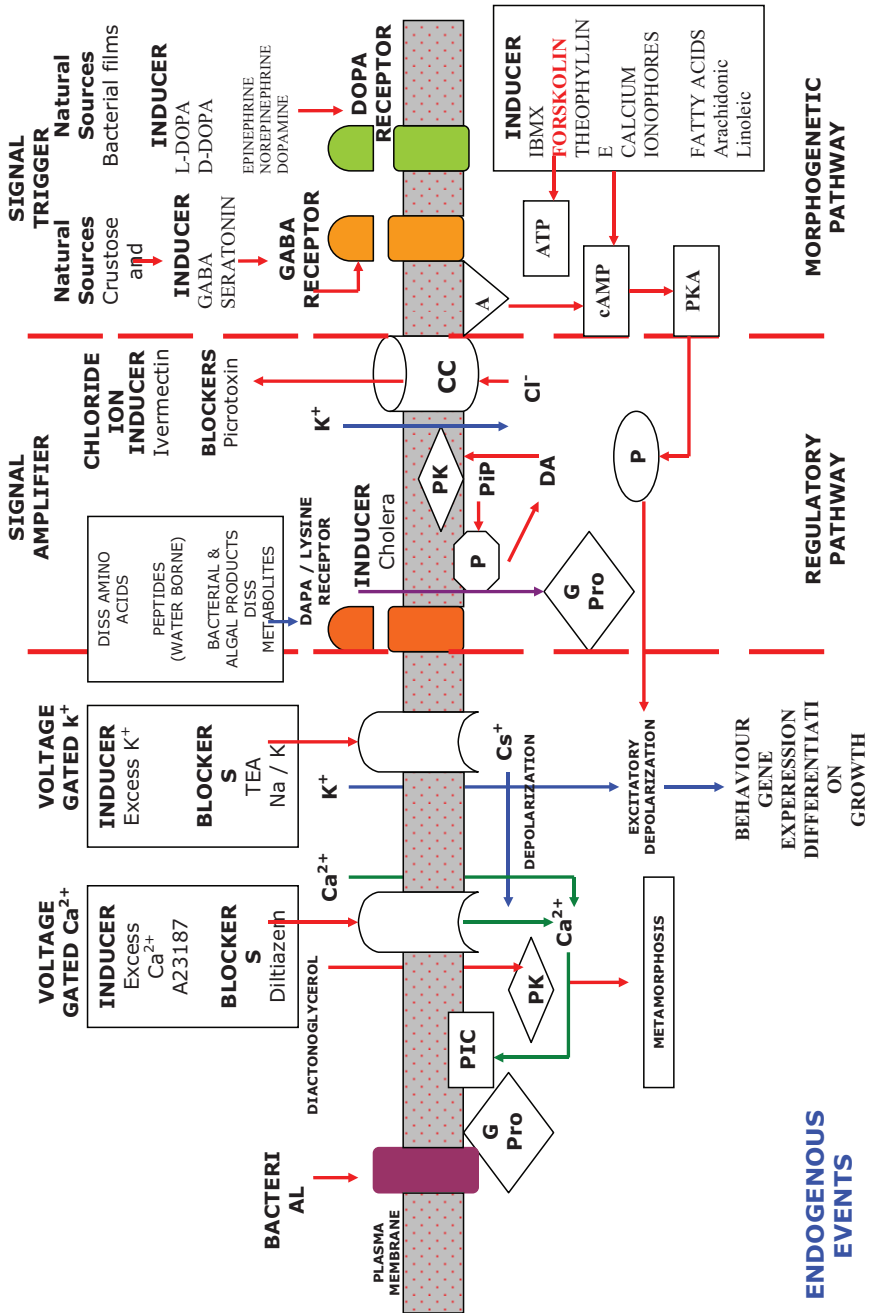 SIGNAL
TRIGGER
Natural
Sources
Crustose
and
INDUCER
GABA
SERATONIN
GABA
RECEPTOR
Natural
Sources
Bacterial films
INDUCER
L-DOPA
D-DOPA
EPINEPHRINE
NOREPINEPHRINE
DOPAMINE
DOPA
RECEPTOR
A
ATP
cAMP
PKA
INDUCER
IBMX
FORSKOLIN
THEOPHYLLIN
E
CALCIUM
IONOPHORES
FATTY ACIDS
Arachidonic
Linoleic
MORPHOGENETIC
PATHWAY
SIGNAL
AMPLIFIER
DISS AMINO
ACIDS
PEPTIDES
(WATER BORNE)
BACTERIAL &
ALGAL PRODUCTS
DISS
METABOLITES
DAPA / LYSINE
RECEPTOR
INDUCER
Cholera
CHLORIDE
ION
INDUCER
Ivermectin
BLOCKERS
Picrotoxin
K⁺
CC
Cl⁻
PK
PiP
DA
P
G
Pro
P
REGULATORY
PATHWAY
VOLTAGE
GATED Ca²⁺
INDUCER
Excess
Ca²⁺
A23187
BLOCKER
S
Diltiazem
VOLTAGE
GATED k⁺
INDUCER
Excess K⁺
BLOCKER
S
TEA
Na / K
DIACTONOGLYCEROL
Ca²⁺
K⁺
BACTERI
AL
PLASMA
MEMBRANE
G
Pro
PIC
PK
Ca²⁺
Cs⁺
DEPOLARIZATION
METAMORPHOSIS
EXCITATORY
DEPOLARIZATION
BEHAVIOUR
GENE
EXPERESSION
DIFFERENTIATI
ON
GROWTH
ENDOGENOUS
EVENTS